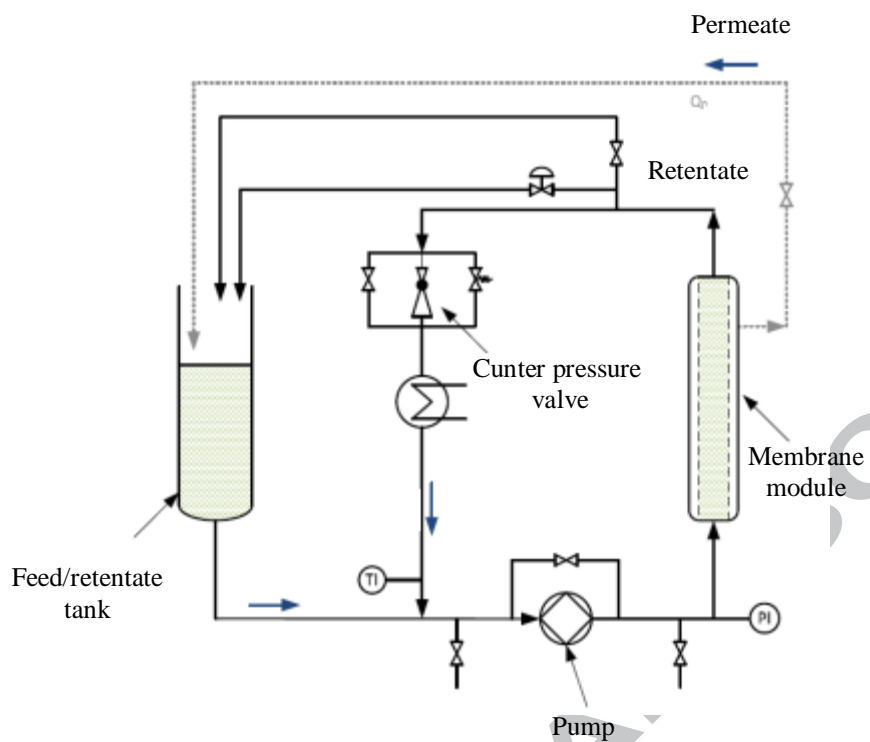 Permeate
Qp
Retentate
Cunter pressure
valve
Membrane
module
Feed/retentate
tank
TI
PI
Pump